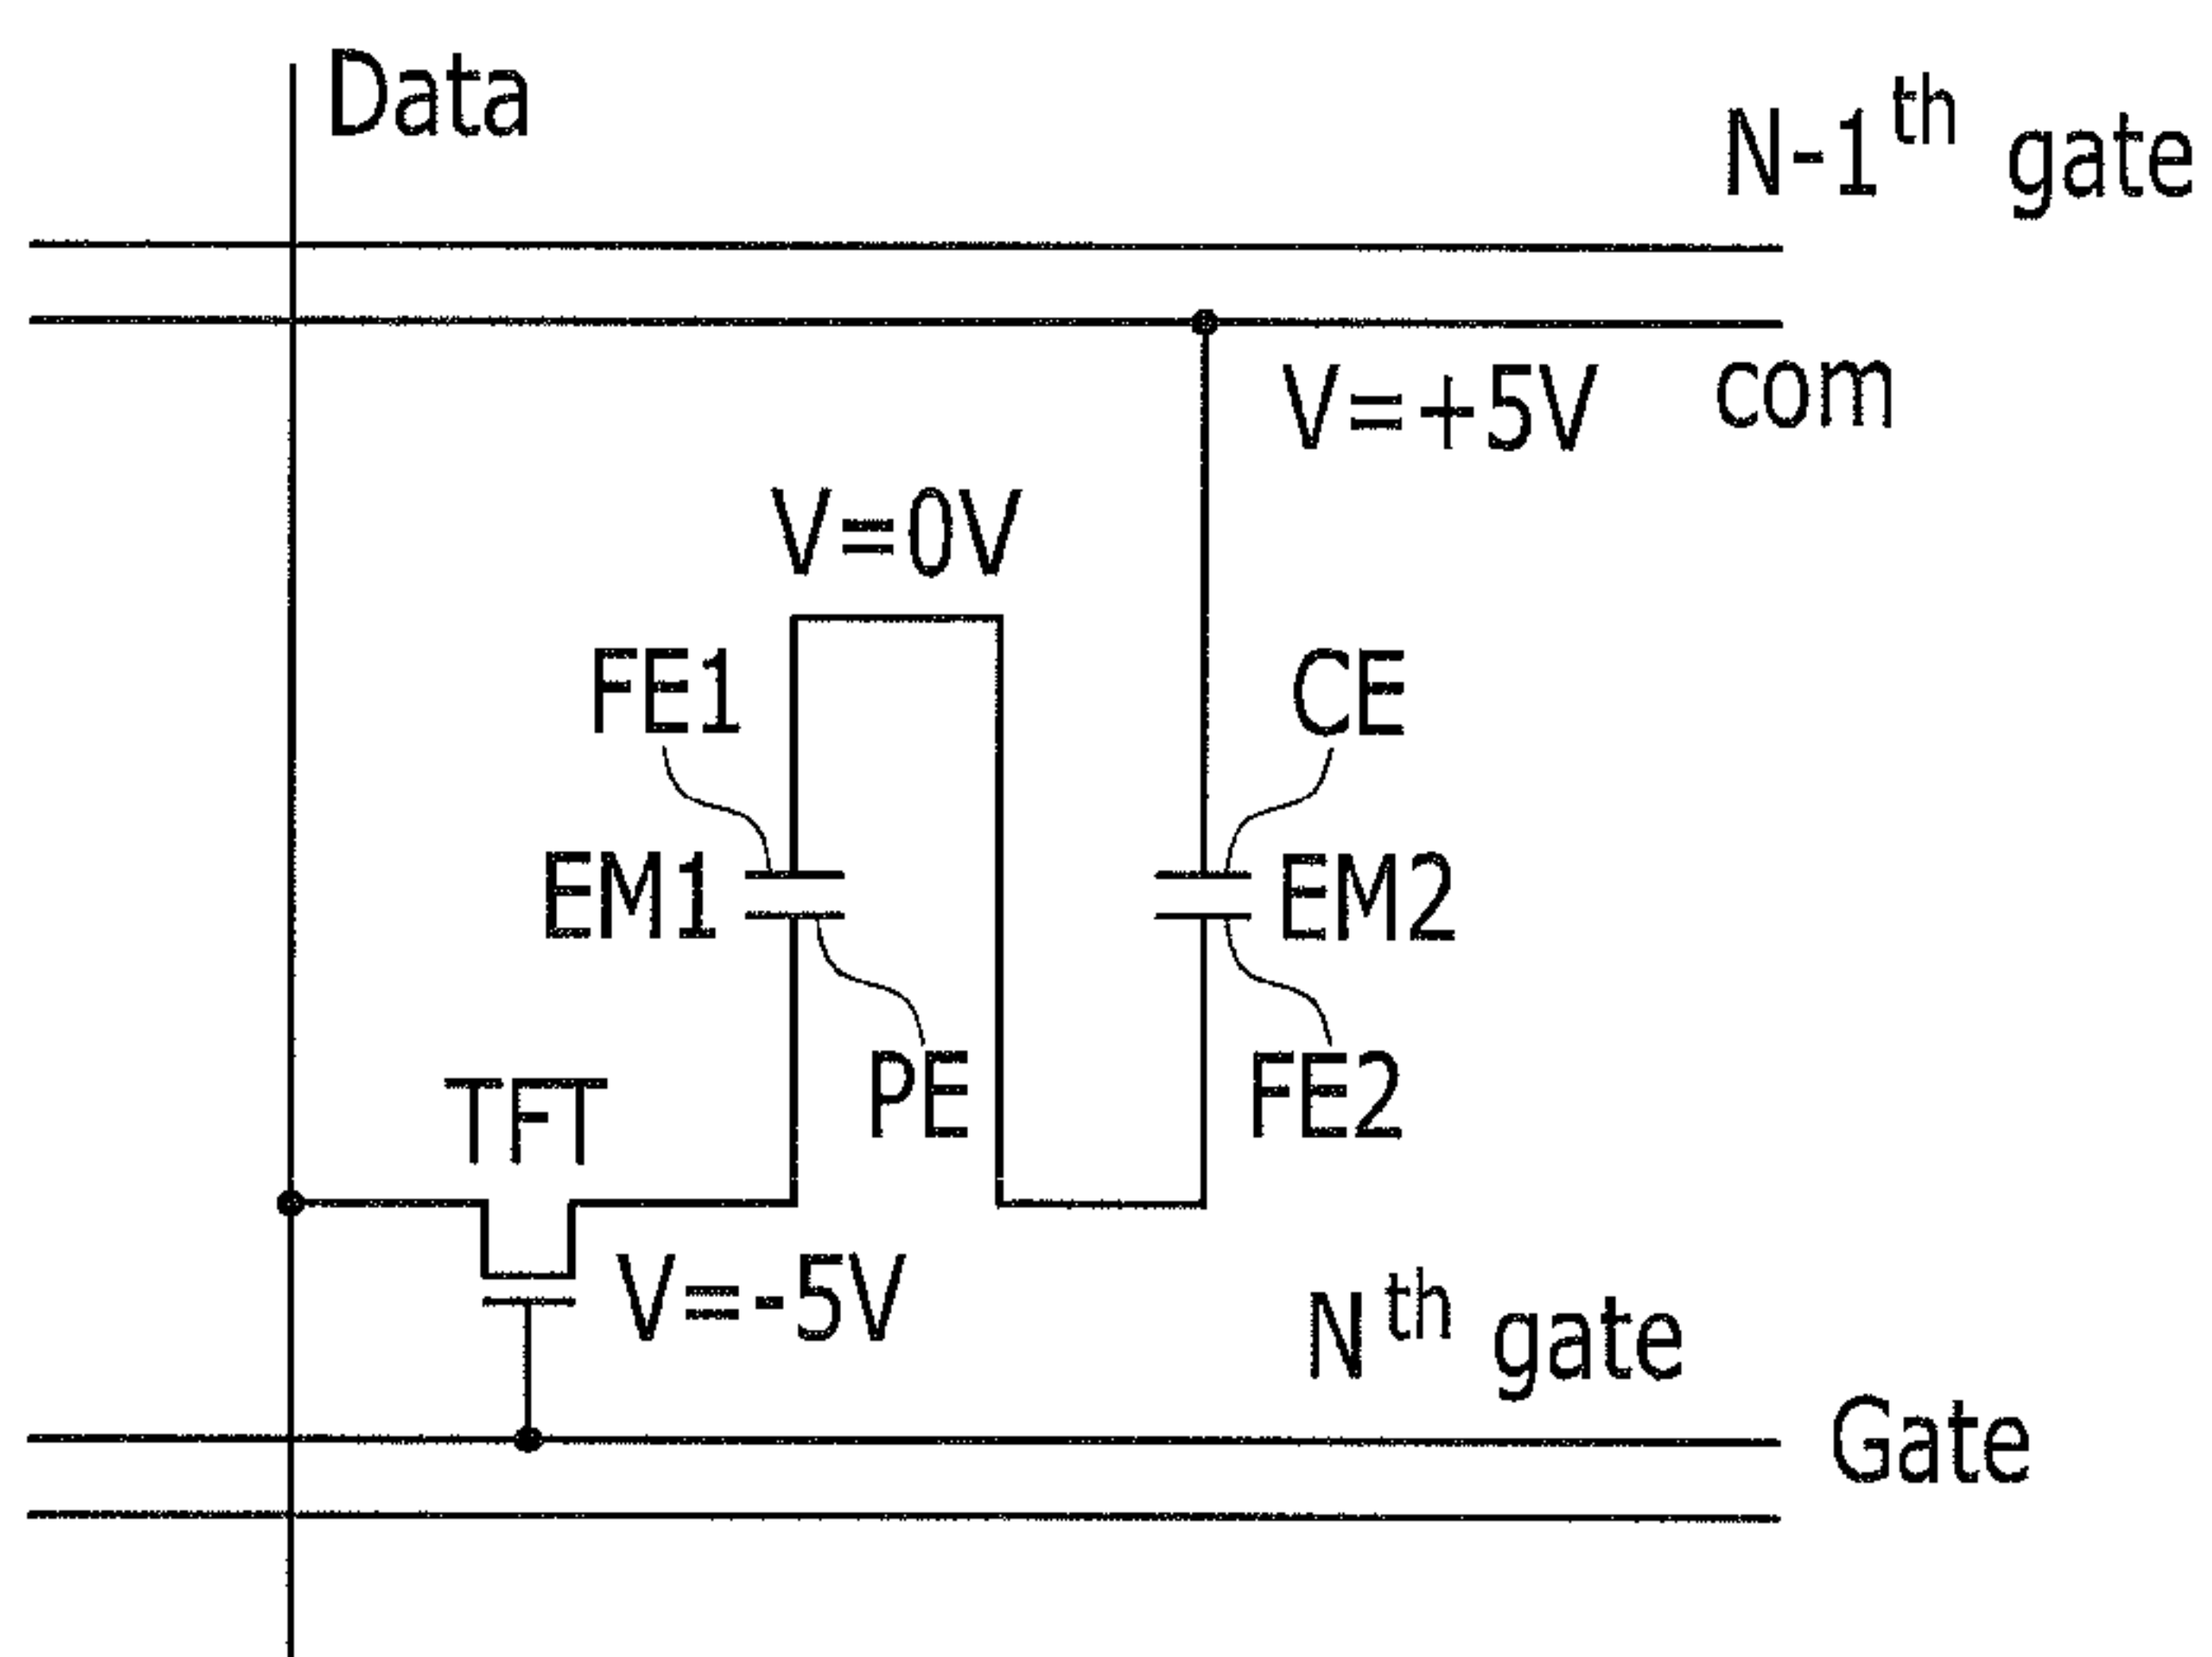 Data
N-1th gate
com
V=+5V
V=0V
FE1
CE
EM1
EM2
PE
FE2
TFT
V=-5V
Nth gate
Gate